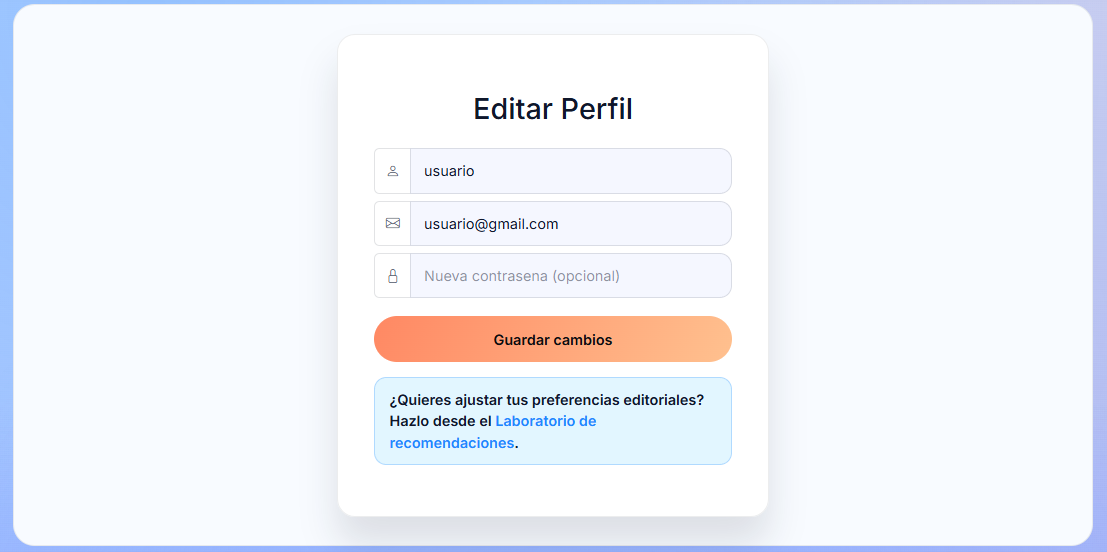 Editar Perfil
usuario
usuario@gmail.com
Nueva contrasena (opcional)
Guardar cambios
¿Quieres ajustar tus preferencias editoriales?
Hazlo desde el Laboratorio de
recomendaciones.